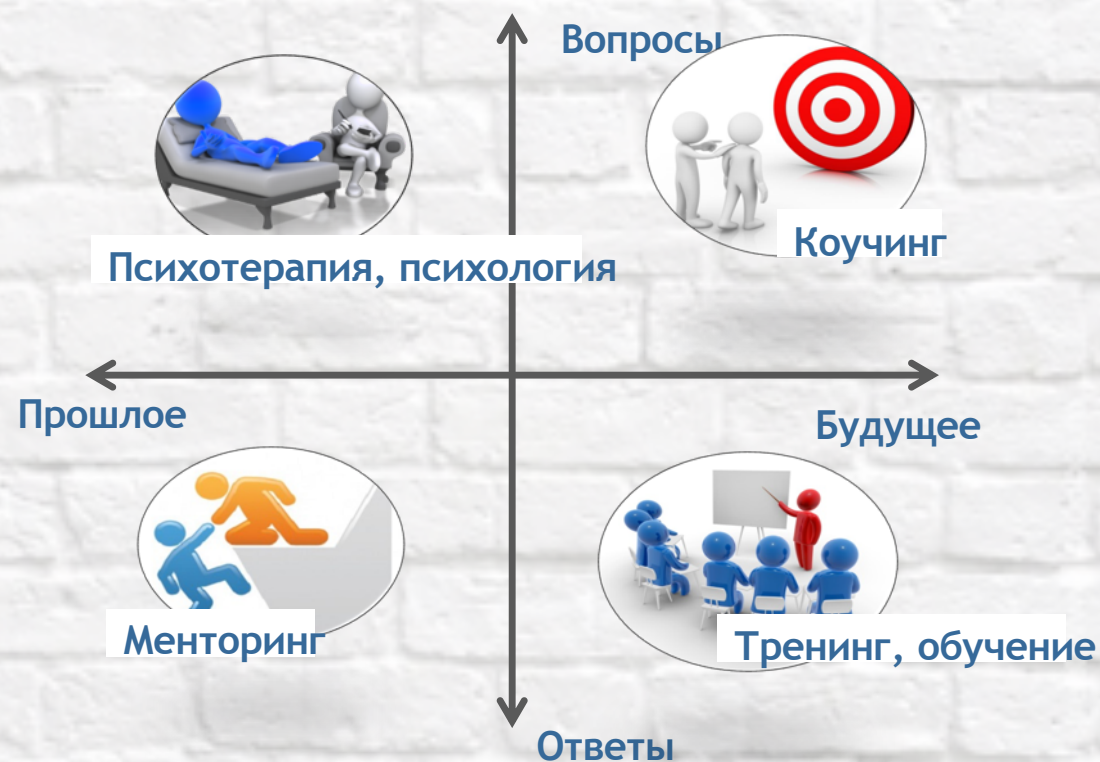 Вопросы
Коучинг
Психотерапия, психология
Прошлое
Будущее
Менторинг
Тренинг, обучение
Ответы